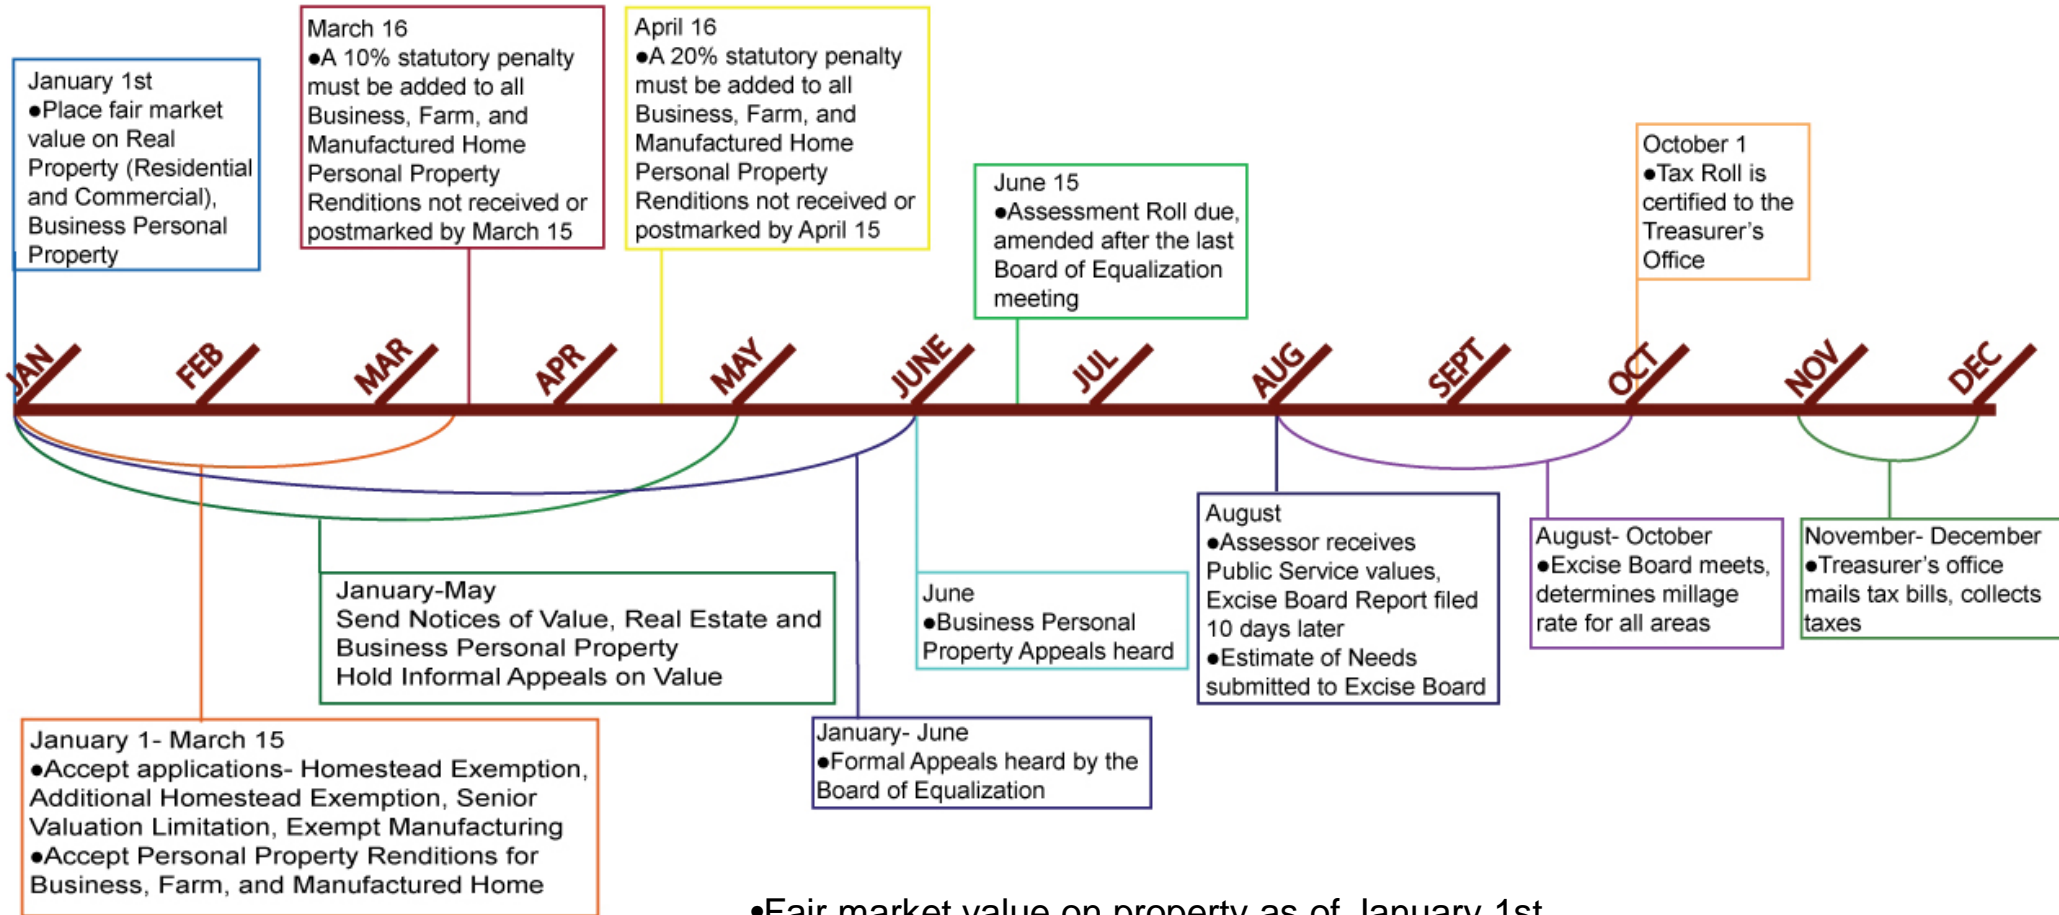 January 1st
●Place fair market
value on Real
Property (Residential
and Commercial),
Business Personal
Property
March 16
●A 10% statutory penalty
must be added to all
Business, Farm, and
Manufactured Home
Personal Property
Renditions not received or
postmarked by March 15
April 16
●A 20% statutory penalty
must be added to all
Business, Farm, and
Manufactured Home
Personal Property
Renditions not received or
postmarked by April 15
June 15
●Assessment Roll due,
amended after the last
Board of Equalization
meeting
October 1
●Tax Roll is
certified to the
Treasurer's
Office
JAN
FEB
MAR
APR
MAY
JUNE
JUL
AUG
SEPT
OCT
NOV
DEC
January-May
Send Notices of Value, Real Estate and
Business Personal Property
Hold Informal Appeals on Value
June
●Business Personal
Property Appeals heard
August
●Assessor receives
Public Service values,
Excise Board Report filed
10 days later
●Estimate of Needs
submitted to Excise Board
August- October
●Excise Board meets,
determines millage
rate for all areas
November- December
●Treasurer's office
mails tax bills, collects
taxes
January 1- March 15
●Accept applications- Homestead Exemption,
Additional Homestead Exemption, Senior
Valuation Limitation, Exempt Manufacturing
●Accept Personal Property Renditions for
Business, Farm, and Manufactured Home
January- June
●Formal Appeals heard by the
Board of Equalization
•Fair market value on property as of January 1st